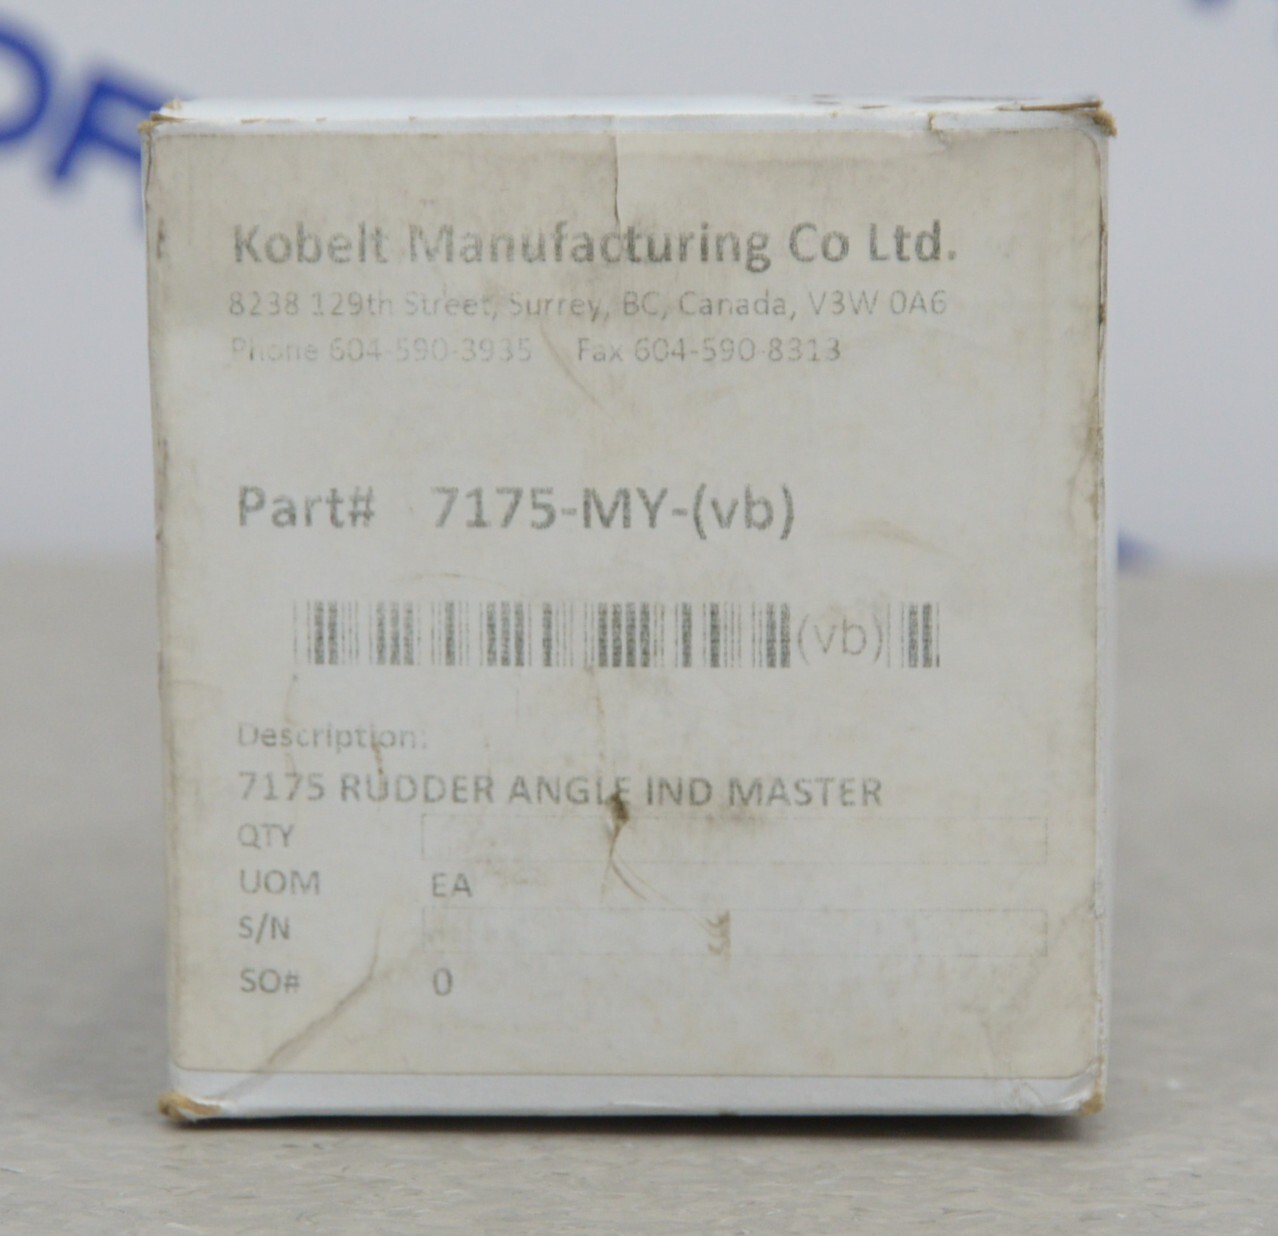 Kobelt Manufacturing Co Ltd.
8238 129th Street, Surrey, BC, Canada, V3W 0A6
Phone 604-590-3935 Fax 604-590-8313
Part# 7175-MY-(vb)
(vb)
Description:
7175 RUDDER ANGLE IND MASTER
QTY
UOM EA
S/N
SO# 0